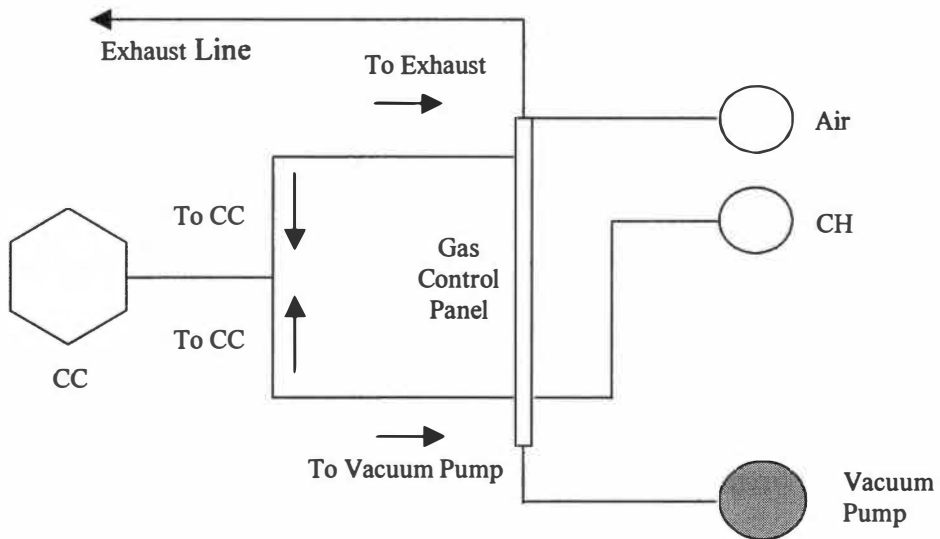 Exhaust Line
To Exhaust
Air
To CC
CH
Gas
Control
Panel
To CC
CC
To Vacuum Pump
Vacuum
Pump